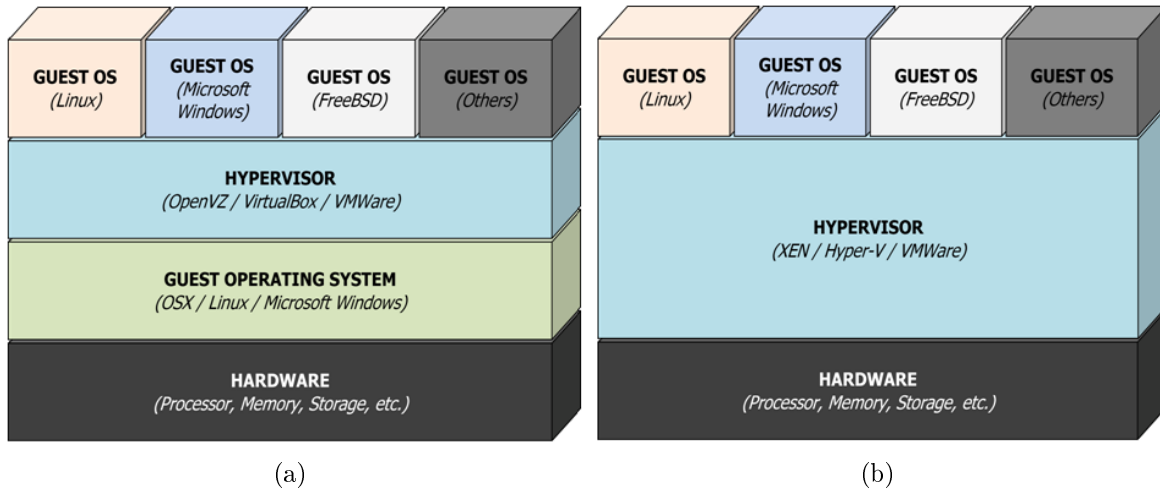 GUEST OS
(Linux)
GUEST OS
(Microsoft
Windows)
GUEST OS
(FreeBSD)
GUEST OS
(Others)
HYPERVISOR
(OpenVZ / VirtualBox / VMWare)
GUEST OPERATING SYSTEM
(OSX / Linux / Microsoft Windows)
HARDWARE
(Processor, Memory, Storage, etc.)
(a)
GUEST OS
(Linux)
GUEST OS
(Microsoft
Windows)
GUEST OS
(FreeBSD)
GUEST OS
(Others)
HYPERVISOR
(XEN / Hyper-V / VMWare)
HARDWARE
(Processor, Memory, Storage, etc.)
(b)